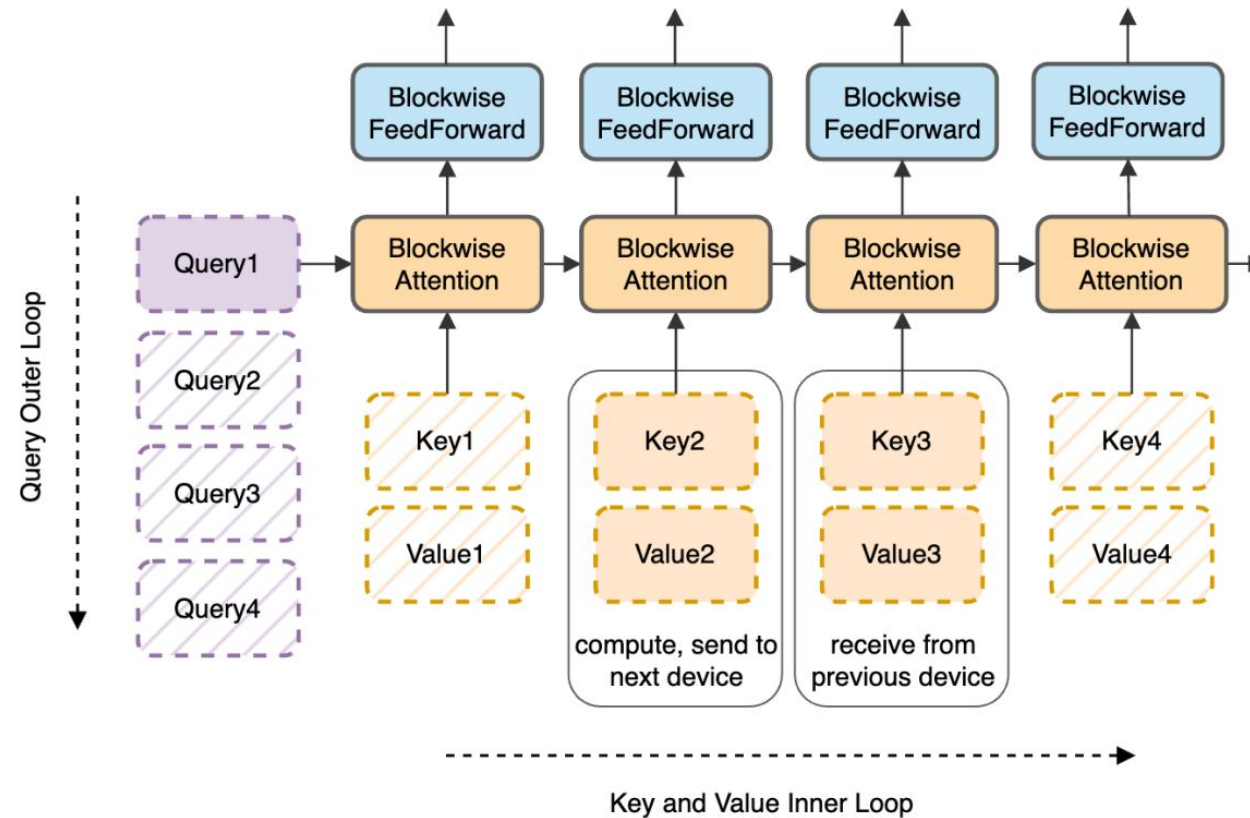 Blockwise
FeedForward
Blockwise
FeedForward
Blockwise
FeedForward
Blockwise
FeedForward
Query Outer Loop
Query1
Query2
Query3
Query4
Blockwise
Attention
Blockwise
Attention
Blockwise
Attention
Blockwise
Attention
Key1
Value1
Key2
Value2
compute, send to
next device
Key3
Value3
receive from
previous device
Key4
Value4
Key and Value Inner Loop